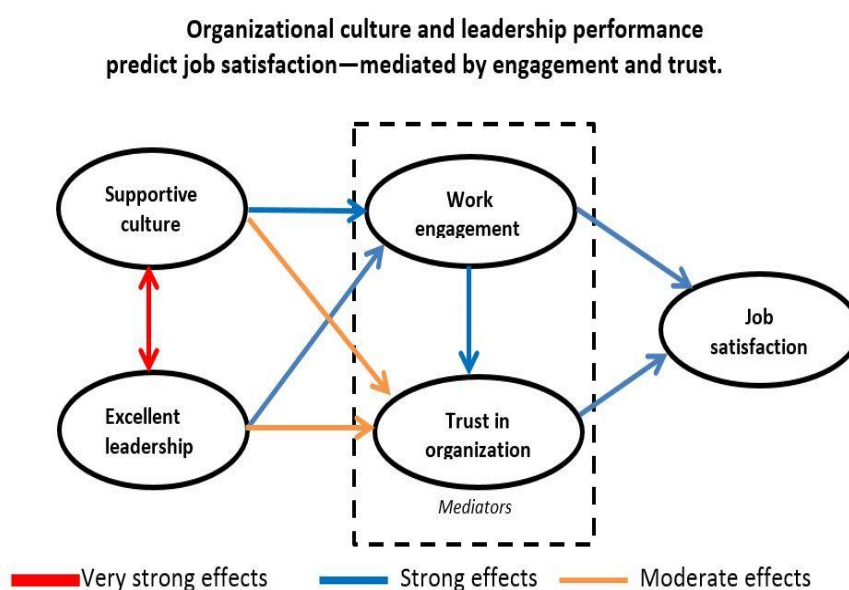 Organizational culture and leadership performance
predict job satisfaction—mediated by engagement and trust.
Supportive
culture
Work
engagement
Job
satisfaction
Excellent
leadership
Trust in
organization
Mediators
Very strong effects
Strong effects
Moderate effects